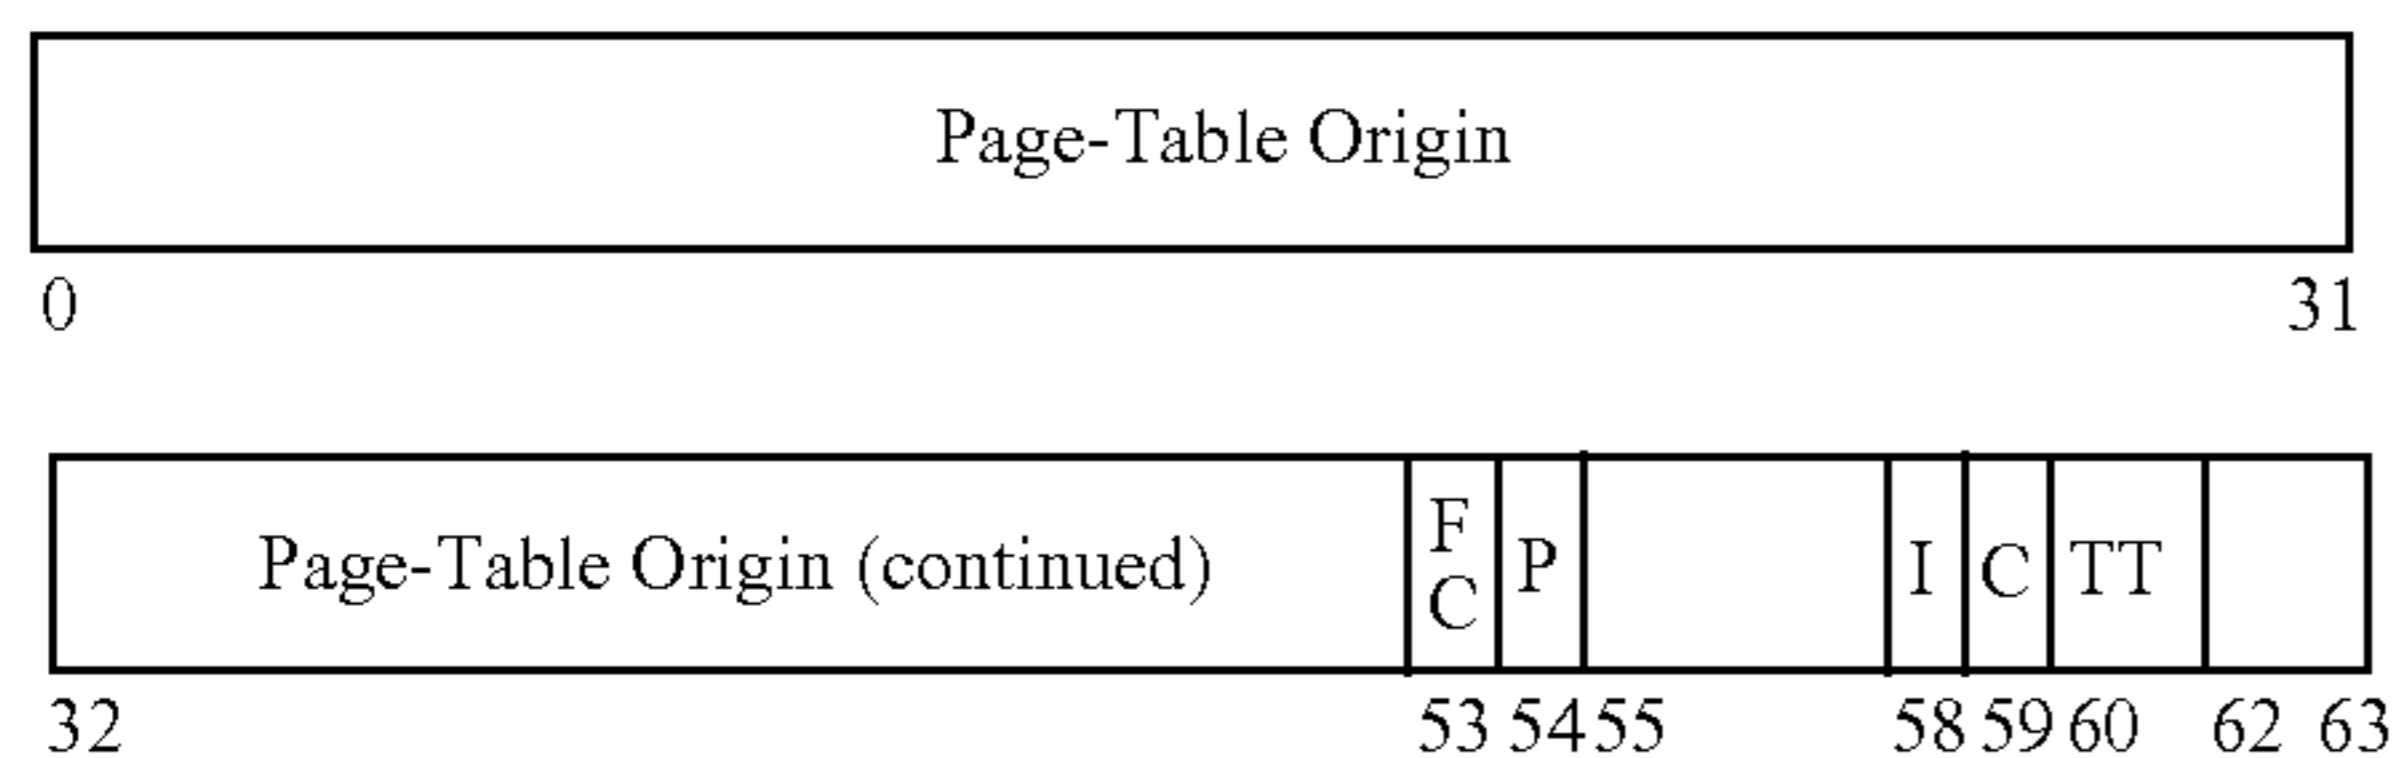 Page-Table Origin
0 31
Page-Table Origin (continued) F C P I C TT
32 53 54 55 58 59 60 62 63